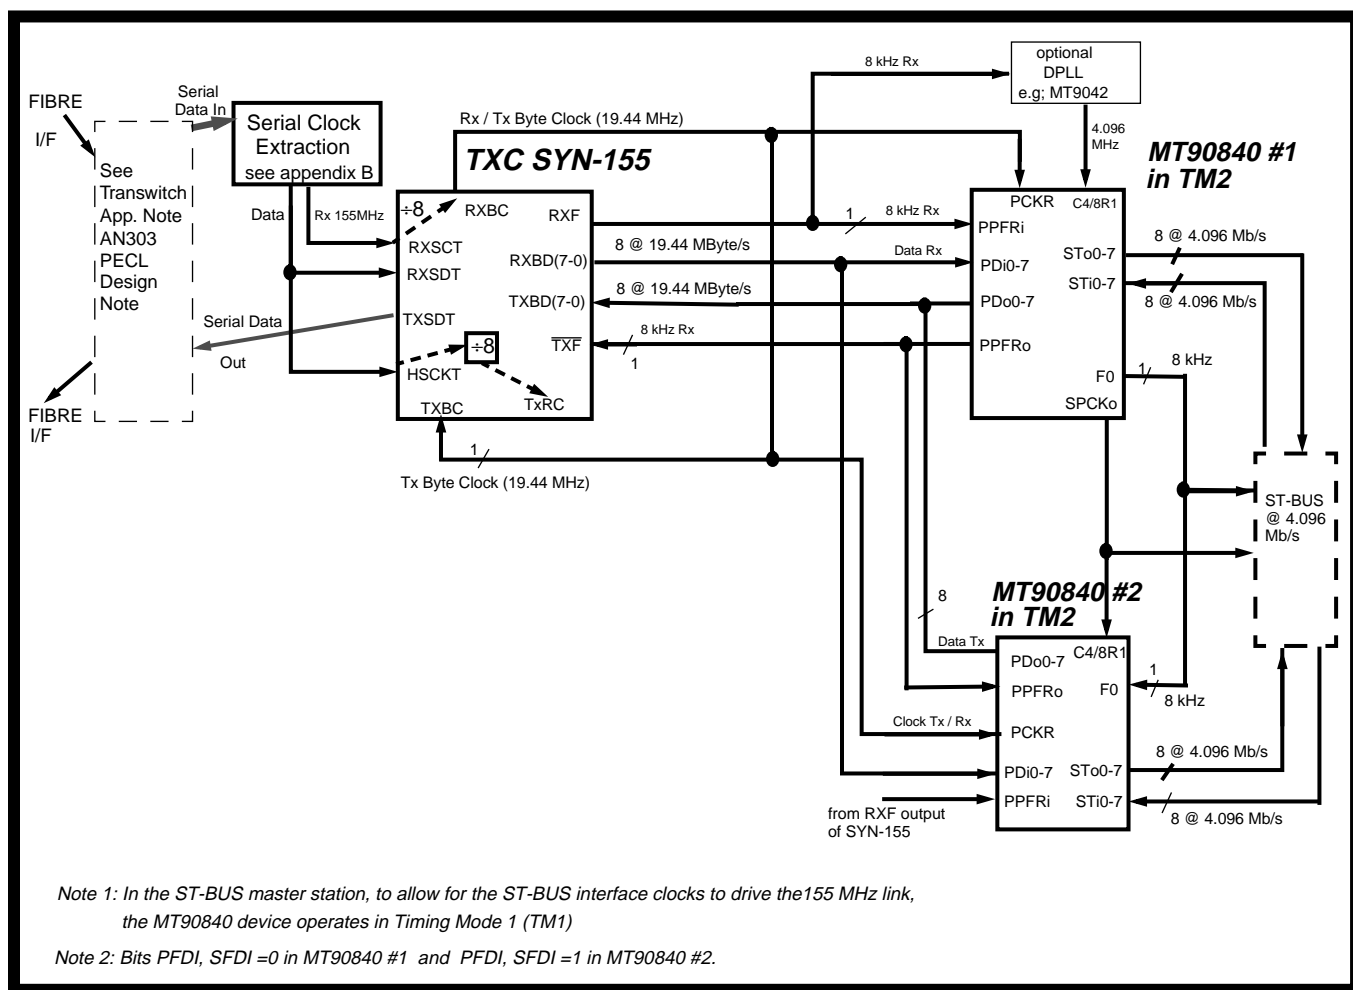 optional
DPLL
e.g; MT9042
8 kHz Rx
4.096
MHz
FIBRE
I/F
Serial
Data In
Serial Clock
Extraction
see appendix B
Rx / Tx Byte Clock (19.44 MHz)
TXC SYN-155
MT90840 #1
in TM2
See
Transwitch
App. Note
AN303
PECL
Design
Note
Data
Rx 155MHz
÷8
RXBC
RXF
RXSCT
RXBD(7-0)
RXSDT
TXBD(7-0)
TXSDT
TXF
÷8
HSCKT
TXBC
TxRC
Serial Data
Out
FIBRE
I/F
1
8 kHz Rx
8 @ 19.44 MByte/s
Data Rx
8 @ 19.44 MByte/s
8 kHz Rx
1
PCKR
C4/8R1
PPFRi
STo0-7
PDi0-7
STi0-7
PDo0-7
PPFRo
F0
SPCKo
8 @ 4.096 Mb/s
8 @ 4.096 Mb/s
1
8 kHz
1
Tx Byte Clock (19.44 MHz)
ST-BUS
@ 4.096
Mb/s
MT90840 #2
in TM2
8
Data Tx
C4/8R1
PDo0-7
PPFRo
F0
PCKR
PDi0-7
STo0-7
PPFRi
STi0-7
1
8 kHz
Clock Tx / Rx
8 @ 4.096 Mb/s
8 @ 4.096 Mb/s
from RXF output
of SYN-155
Note 1: In the ST-BUS master station, to allow for the ST-BUS interface clocks to drive the155 MHz link,
the MT90840 device operates in Timing Mode 1 (TM1)
Note 2: Bits PFDI, SFDI =0 in MT90840 #1 and PFDI, SFDI =1 in MT90840 #2.